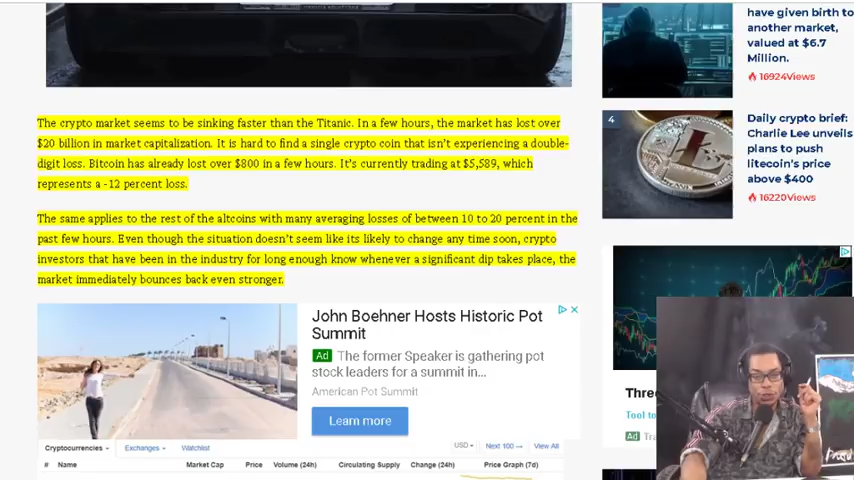 have given birth to
another market,
valued at $6.7
Million.
16924Views
The crypto market seems to be sinking faster than the Titanic. In a few hours, the market has lost over
$20 billion in market capitalization. It is hard to find a single crypto coin that isn't experiencing a double-
digit loss. Bitcoin has already lost over $800 in a few hours. It's currently trading at $5,589, which
represents a -12 percent loss.
4
Daily crypto brief:
Charlie Lee unveils
plans to push
litecoin's price
above $400
16220Views
The same applies to the rest of the altcoins with many averaging losses of between 10 to 20 percent in the
past few hours. Even though the situation doesn't seem like its likely to change any time soon, crypto
investors that have been in the industry for long enough know whenever a significant dip takes place, the
market immediately bounces back even stronger.
John Boehner Hosts Historic Pot
Summit
Ad The former Speaker is gathering pot
stock leaders for a summit in...
American Pot Summit
Learn more
Thre
Tool to
Ad Tra
Cryptocurrencies Exchanges Watchlist USD Next 100 → View All
# Name Market Cap Price Volume (24h) Circulating Supply Change (24h) Price Graph (7d)